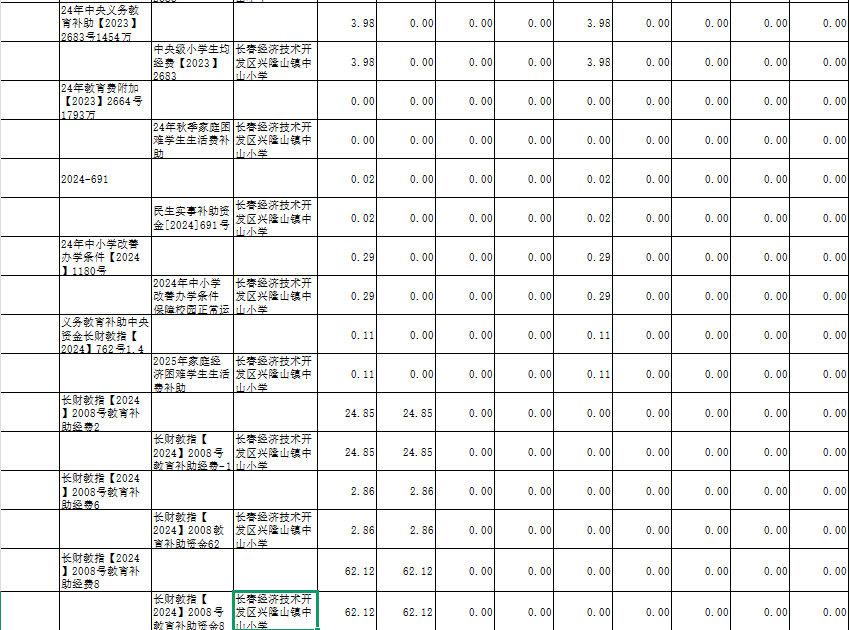 24年中央义务教
育补助【2023】
2683号1454万
3.98 0.00 0.00 0.00 3.98 0.00 0.00 0.00 0.00
中央级小学生均
经费【2023】
2683
长春经济技术开
发区兴隆山镇中
山小学
3.98 0.00 0.00 0.00 3.98 0.00 0.00 0.00 0.00
24年教育费附加
【2023】2664号
1793万
0.00 0.00 0.00 0.00 0.00 0.00 0.00 0.00 0.00
24年秋季家庭困
难学生生活费补
助
长春经济技术开
发区兴隆山镇中
山小学
0.00 0.00 0.00 0.00 0.00 0.00 0.00 0.00 0.00
2024-691
0.02 0.00 0.00 0.00 0.02 0.00 0.00 0.00 0.00
民生实事补助资
金[2024]691号
长春经济技术开
发区兴隆山镇中
山小学
0.02 0.00 0.00 0.00 0.02 0.00 0.00 0.00 0.00
24年中小学改善
办学条件【2024
】1180号
0.29 0.00 0.00 0.00 0.29 0.00 0.00 0.00 0.00
2024年中小学
改善办学条件
保障校园正常运
长春经济技术开
发区兴隆山镇中
山小学
0.29 0.00 0.00 0.00 0.29 0.00 0.00 0.00 0.00
义务教育补助中央
资金长财教指【
2024】762号1.4
0.11 0.00 0.00 0.00 0.11 0.00 0.00 0.00 0.00
2025年家庭经
济困难学生生活
费补助
长春经济技术开
发区兴隆山镇中
山小学
0.11 0.00 0.00 0.00 0.11 0.00 0.00 0.00 0.00
长财教指【2024
】2008号教育补
助经费2
24.85 24.85 0.00 0.00 0.00 0.00 0.00 0.00 0.00
长财教指【
2024】2008号
教育补助经费-1
长春经济技术开
发区兴隆山镇中
山小学
24.85 24.85 0.00 0.00 0.00 0.00 0.00 0.00 0.00
长财教指【2024
】2008号教育补
助经费6
2.86 2.86 0.00 0.00 0.00 0.00 0.00 0.00 0.00
长财教指【
2024】2008教
育补助资金62
长春经济技术开
发区兴隆山镇中
山小学
2.86 2.86 0.00 0.00 0.00 0.00 0.00 0.00 0.00
长财教指【2024
】2008号教育补
助经费8
62.12 62.12 0.00 0.00 0.00 0.00 0.00 0.00 0.00
长财教指【
2024】2008号
教育补助资金8
长春经济技术开
发区兴隆山镇中
山小学
62.12 62.12 0.00 0.00 0.00 0.00 0.00 0.00 0.00